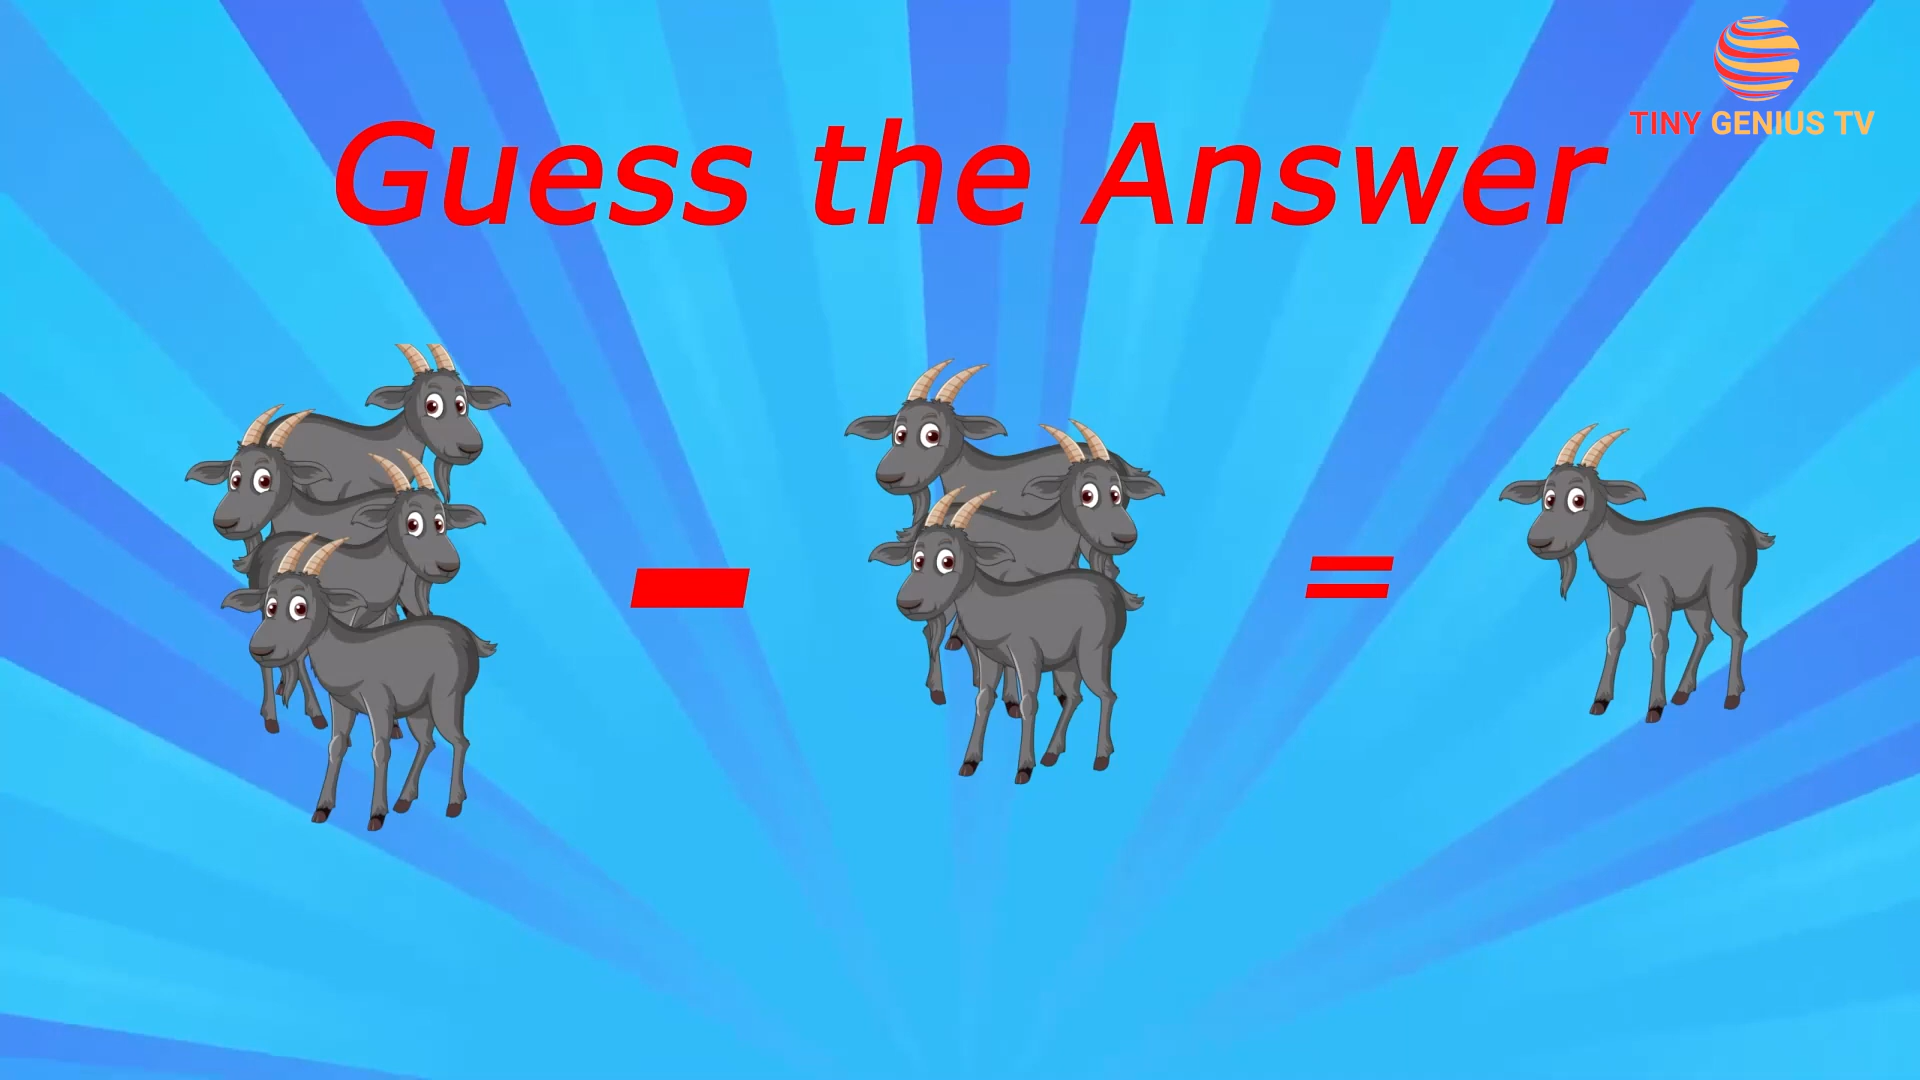 TINY GENIUS TV
Guess the Answer
- =